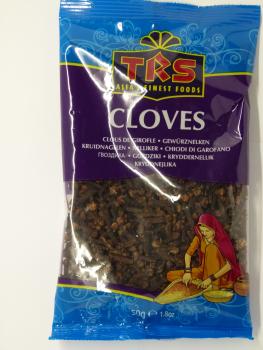 TRS
ASIA'S FINEST FOODS
CLOVES
CLOUS DE GIROFLE • GEWÜRZNELKEN
KRUIDNAGELEN • NELLIKER • CHIODI DI GAROFANO
ГВОЗДИКА • GOŹDZIKI • KRYDDERNELLIK
KRYDDNEJLIKA
50g e 1.8oz